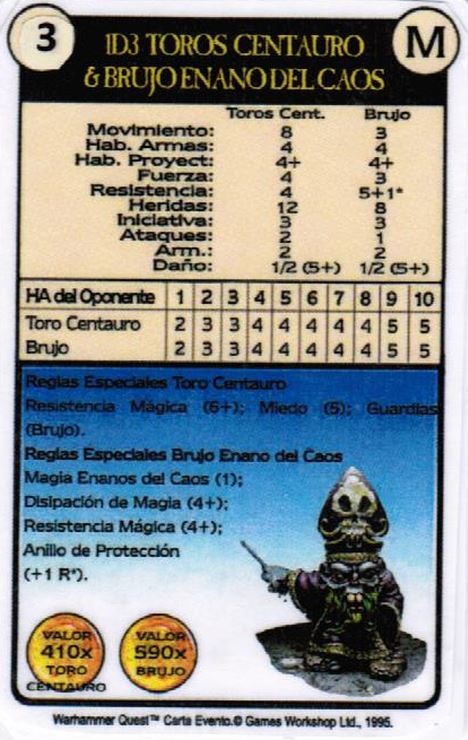 3
1D3 TOROS CENTAURO
& BRUJO ENANO DEL CAOS
M
Toros Cent. Brujo
Movimiento: 8 3
Hab. Armas: 4 4
Hab. Proyect: 4+ 4+
Fuerza: 4 3
Resistencia: 4 5+1*
Heridas: 12 8
Iniciativa: 3 3
Ataques: 2 1
Arm.: 2 2
Daño: 1/2 (5+) 1/2 (5+)
HA del Oponente 1 2 3 4 5 6 7 8 9 10
Toro Centauro 2 3 3 4 4 4 4 4 5 5
Brujo 2 3 3 4 4 4 4 4 5 5
Reglas Especiales Toro Centauro
Resistencia Mágica (6+); Miedo (5); Guardias
(Brujo).
Reglas Especiales Brujo Enano del Caos
Magia Enanos del Caos (1);
Disipación de Magia (4+);
Resistencia Mágica (4+);
Anillo de Protección
(+1 R*).
VALOR
410x
TORO
CENTAURO
VALOR
590x
BRUJO
Warhammer Quest™ Carta Evento.© Games Workshop Ltd., 1995.